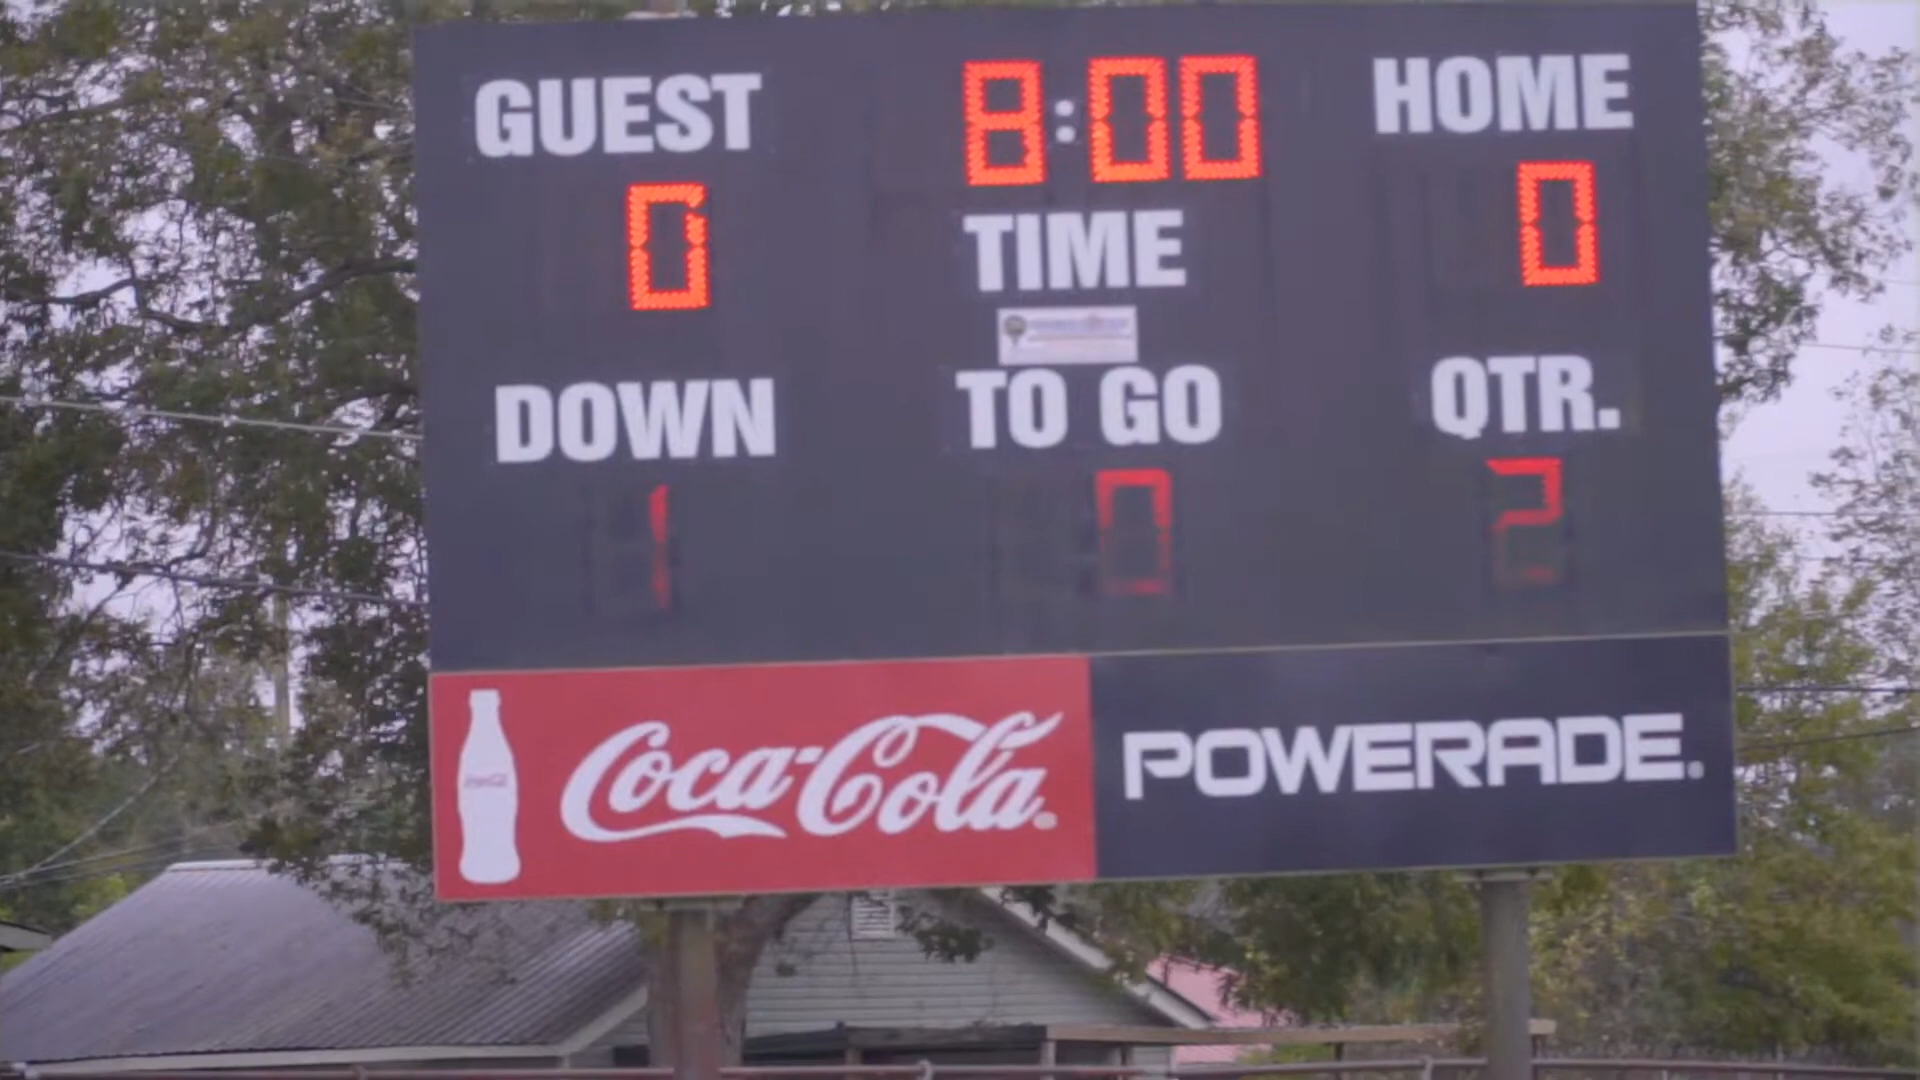 GUEST 8:00 HOME
0 TIME 0
DOWN TO GO QTR.
1 0 2
Coca-Cola POWERADE